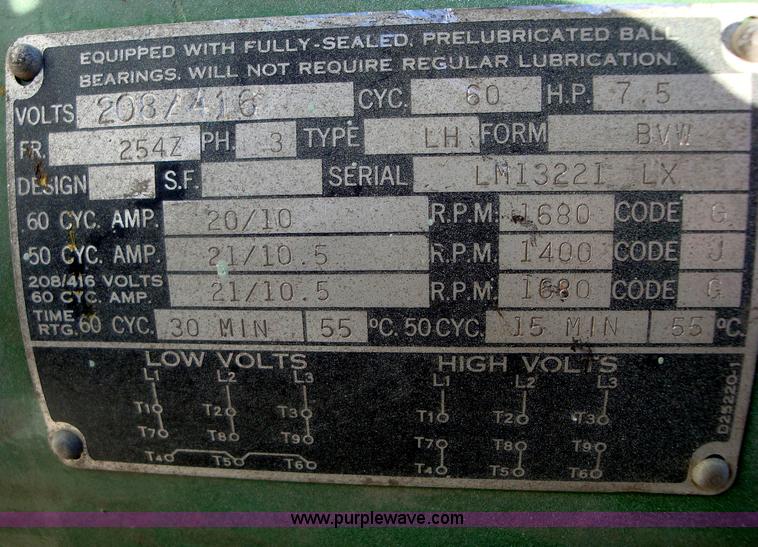 EQUIPPED WITH FULLY-SEALED, PRELUBRICATED BALL
BEARINGS, WILL NOT REQUIRE REGULAR LUBRICATION.
VOLTS 208/416 CYC. 60 H.P. 7.5
FR. 254Z PH. 3 TYPE LH FORM BVW
DESIGN S.F. SERIAL LM13221 LX
60 CYC. AMP. 20/10 R.P.M. 1680 CODE G
50 CYC. AMP. 21/10.5 R.P.M. 1400 CODE J
208/416 VOLTS
60 CYC. AMP. 21/10.5 R.P.M. 1680 CODE G
TIME
RTG. 60 CYC. 30 MIN 55 °C. 50 CYC. 15 MIN 55 °C.
LOW VOLTS HIGH VOLTS
L1 L2 L3 L1 L2 L3
T1 T2 T3 T1 T2 T3
T7 T8 T9 T7 T8 T9
T4 T5 T6 T4 T5 T6
D25220-1
www.purplewave.com